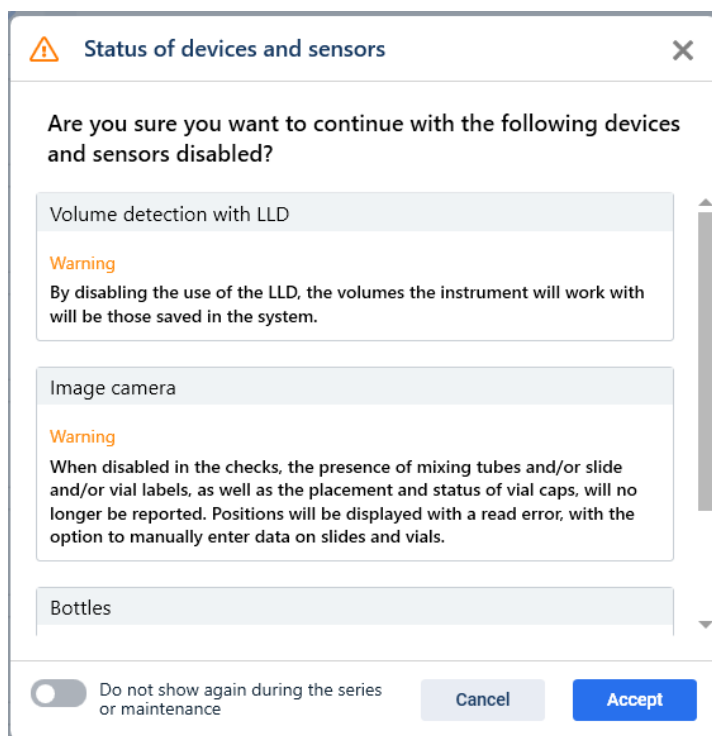 Status of devices and sensors
Are you sure you want to continue with the following devices
and sensors disabled?
Volume detection with LLD
Warning
By disabling the use of the LLD, the volumes the instrument will work with
will be those saved in the system.
Image camera
Warning
When disabled in the checks, the presence of mixing tubes and/or slide
and/or vial labels, as well as the placement and status of vial caps, will no
longer be reported. Positions will be displayed with a read error, with the
option to manually enter data on slides and vials.
Bottles
Do not show again during the series
or maintenance
Cancel
Accept